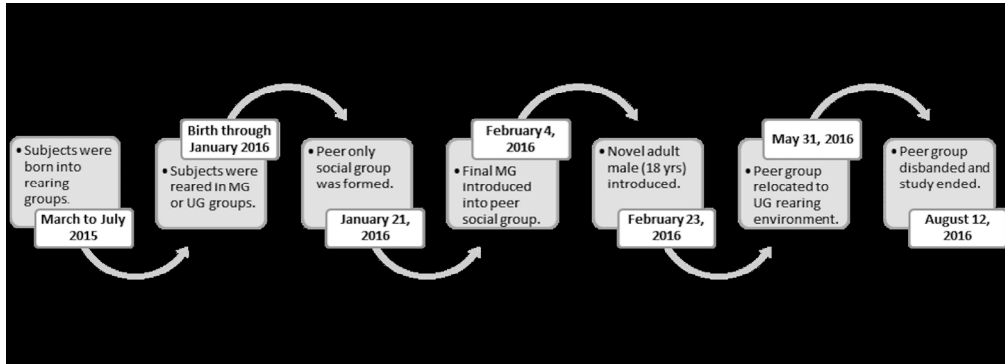 • Subjects were
born into
rearing
groups.
March to July
2015
Birth through
January 2016
• Subjects were
reared in MG
or UG groups.
• Peer only
social group
was formed.
January 21,
2016
February 4,
2016
• Final MG
introduced
into peer
social group.
• Novel adult
male (18 yrs)
introduced.
February 23,
2016
May 31, 2016
• Peer group
relocated to
UG rearing
environment.
• Peer group
disbanded and
study ended.
August 12,
2016